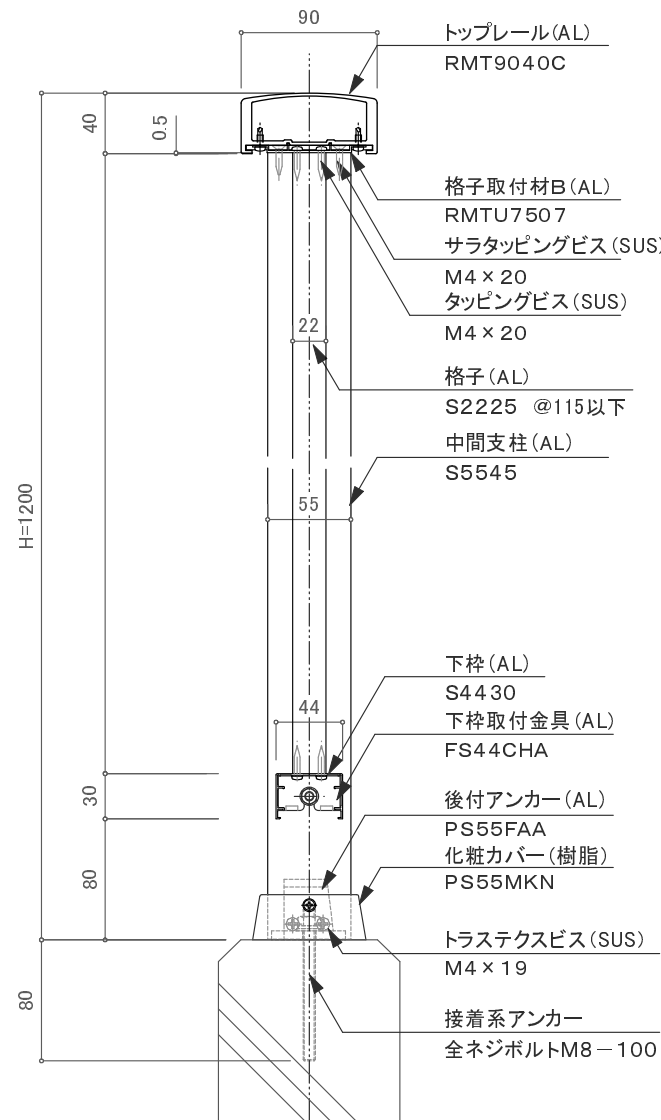 90
トップレール(AL)
RMT9040C
40
0.5
格子取付材B(AL)
RMTU7507
サラタッピングビス(SUS)
M4×20
タッピングビス(SUS)
M4×20
22
格子(AL)
S2225 @115以下
中間支柱(AL)
S5545
55
H=1200
下枠(AL)
S4430
44
下枠取付金具(AL)
FS44CHA
30
後付アンカー(AL)
PS55FAA
化粧カバー(樹脂)
PS55MKN
80
トラステクスビス(SUS)
M4×19
80
接着系アンカー
全ネジボルトM8-100